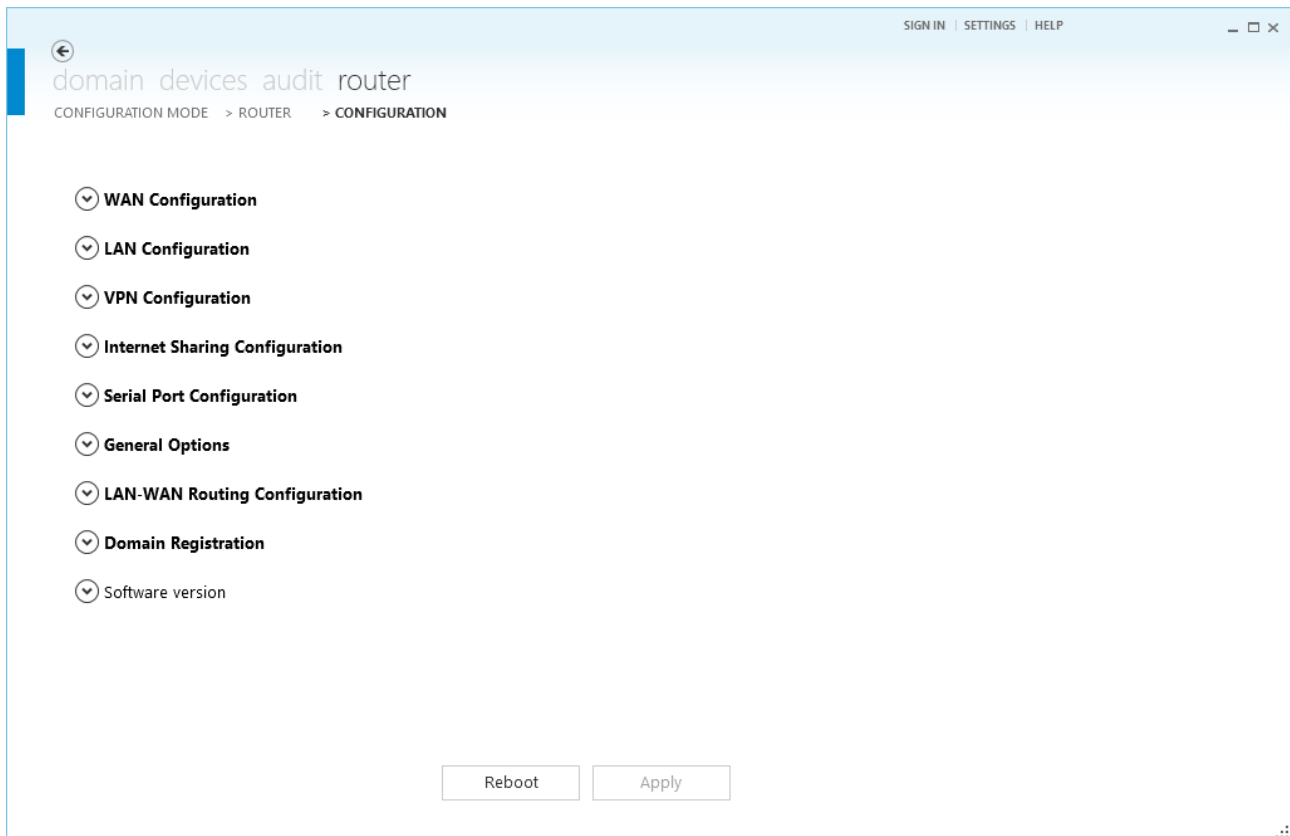 SIGN IN | SETTINGS | HELP
domain devices audit router
CONFIGURATION MODE > ROUTER > CONFIGURATION
WAN Configuration
LAN Configuration
VPN Configuration
Internet Sharing Configuration
Serial Port Configuration
General Options
LAN-WAN Routing Configuration
Domain Registration
Software version
Reboot Apply